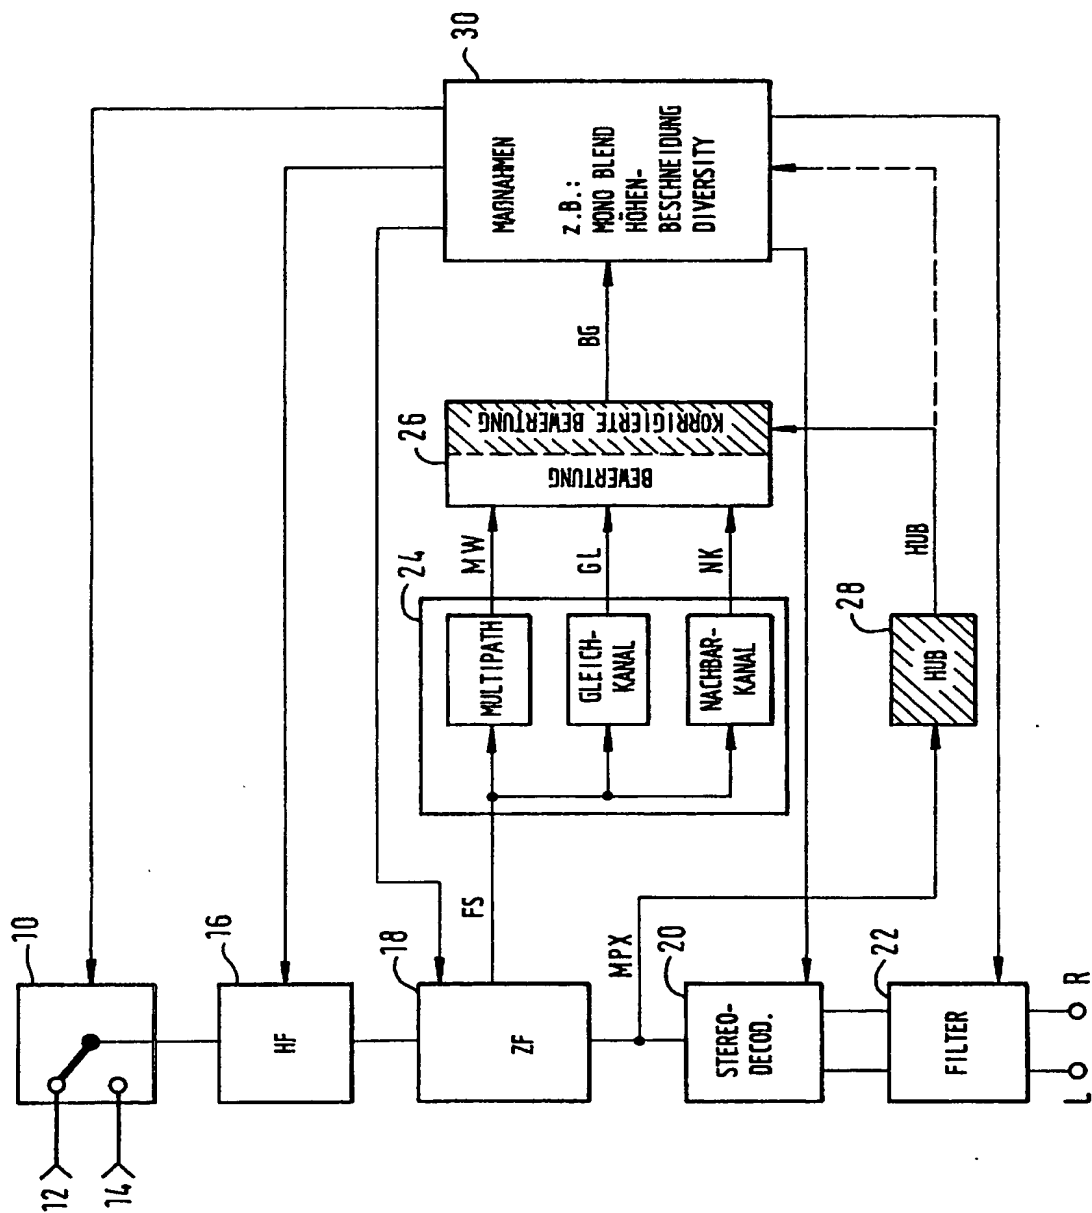 10
12
14
16
HF
18
ZF
FS
MPX
20
STEREO-
DECOD.
22
FILTER
L
R
24
MULTIPATH
GLEICH-
KANAL
NACHBAR-
KANAL
MW
GL
NK
26
BEWERTUNG
KORRIGIERTE BEWERTUNG
BG
28
HUB
HUB
30
MAßNAHMEN
z.B.:
MONO BLEND
HÖHEN-
BESCHNEIDUNG
DIVERSITY